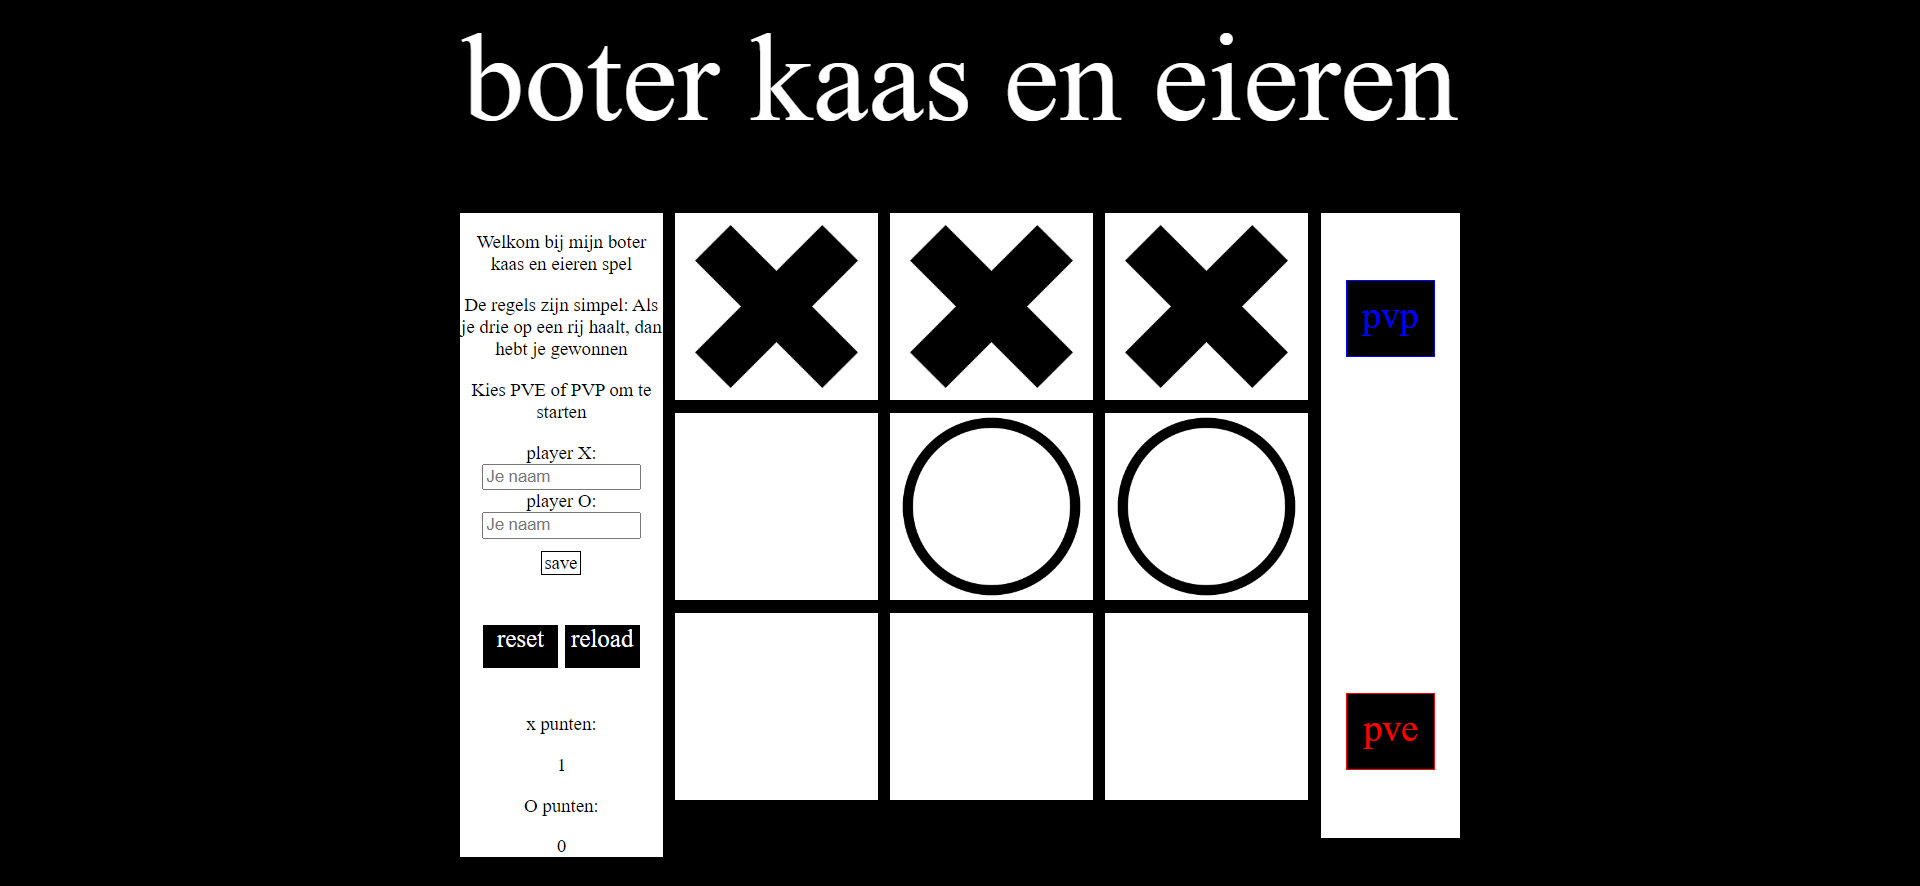 boter kaas en eieren
Welkom bij mijn boter
kaas en eieren spel
De regels zijn simpel: Als
je drie op een rij haalt, dan
hebt je gewonnen
Kies PVE of PVP om te
starten
player X:
Je naam
player O:
Je naam
save
reset reload
x punten:
1
O punten:
0
pvp
pve